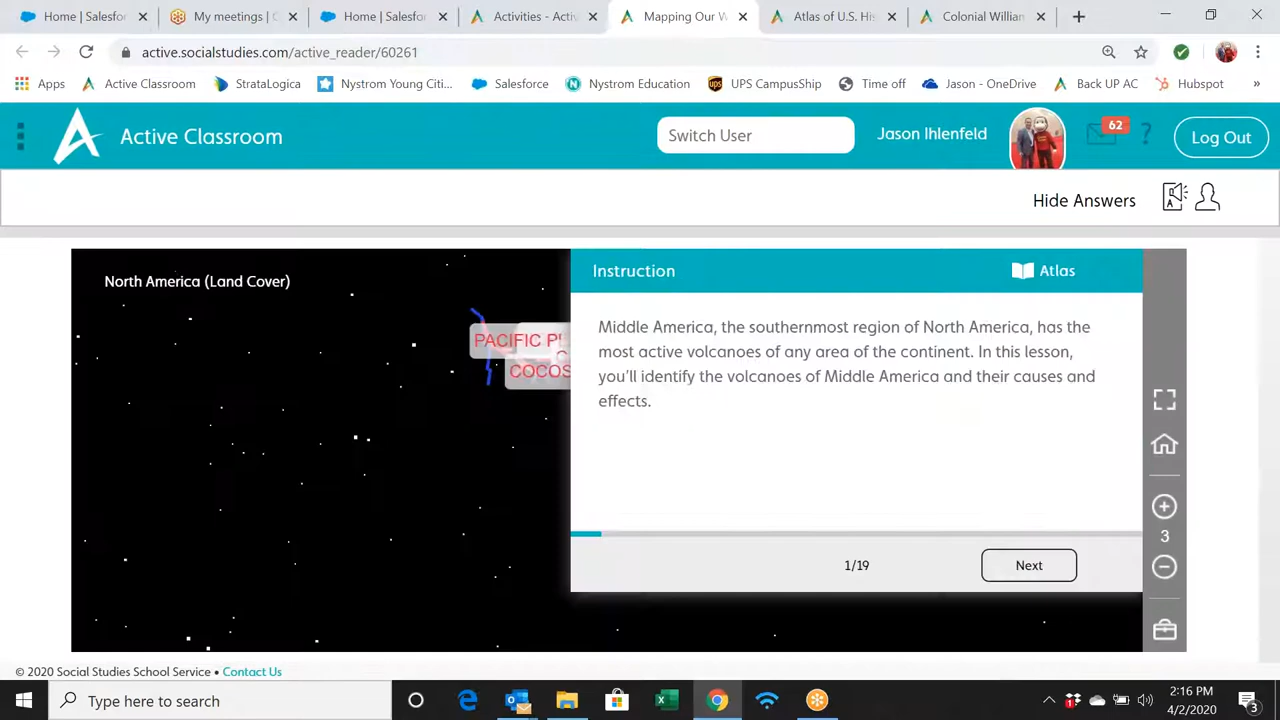 Home | Salesfo
My meetings | C
Home | Salesfor
Activities - Activ
Mapping Our W
Atlas of U.S. His
Colonial William
active.socialstudies.com/active_reader/60261
Apps
Active Classroom
StrataLogica
Nystrom Young Citi...
Salesforce
Nystrom Education
UPS CampusShip
Time off
Jason - OneDrive
Back UP AC
Hubspot
»
Active Classroom
Switch User
Jason Ihlenfeld
62
?
Log Out
Hide Answers
North America (Land Cover)
PACIFIC PL
COCOS
Instruction
Atlas
Middle America, the southernmost region of North America, has the
most active volcanoes of any area of the continent. In this lesson,
you'll identify the volcanoes of Middle America and their causes and
effects.
3
1/19
Next
© 2020 Social Studies School Service • Contact Us
Type here to search
2:16 PM
4/2/2020
3